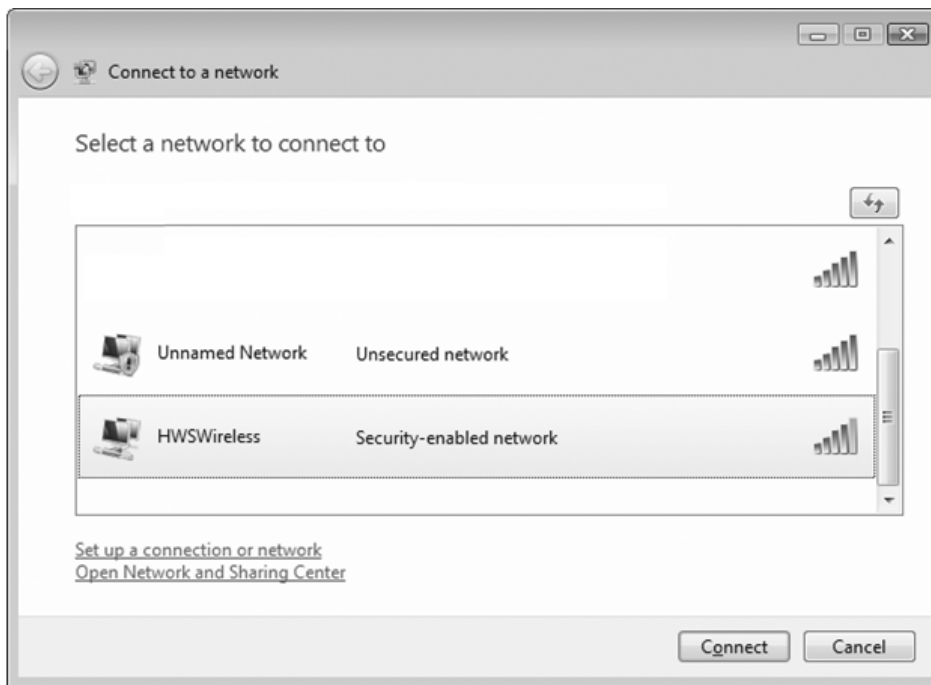 Connect to a network
Select a network to connect to
Unnamed Network Unsecured network
HWSWireless Security-enabled network
Set up a connection or network
Open Network and Sharing Center
Connect Cancel